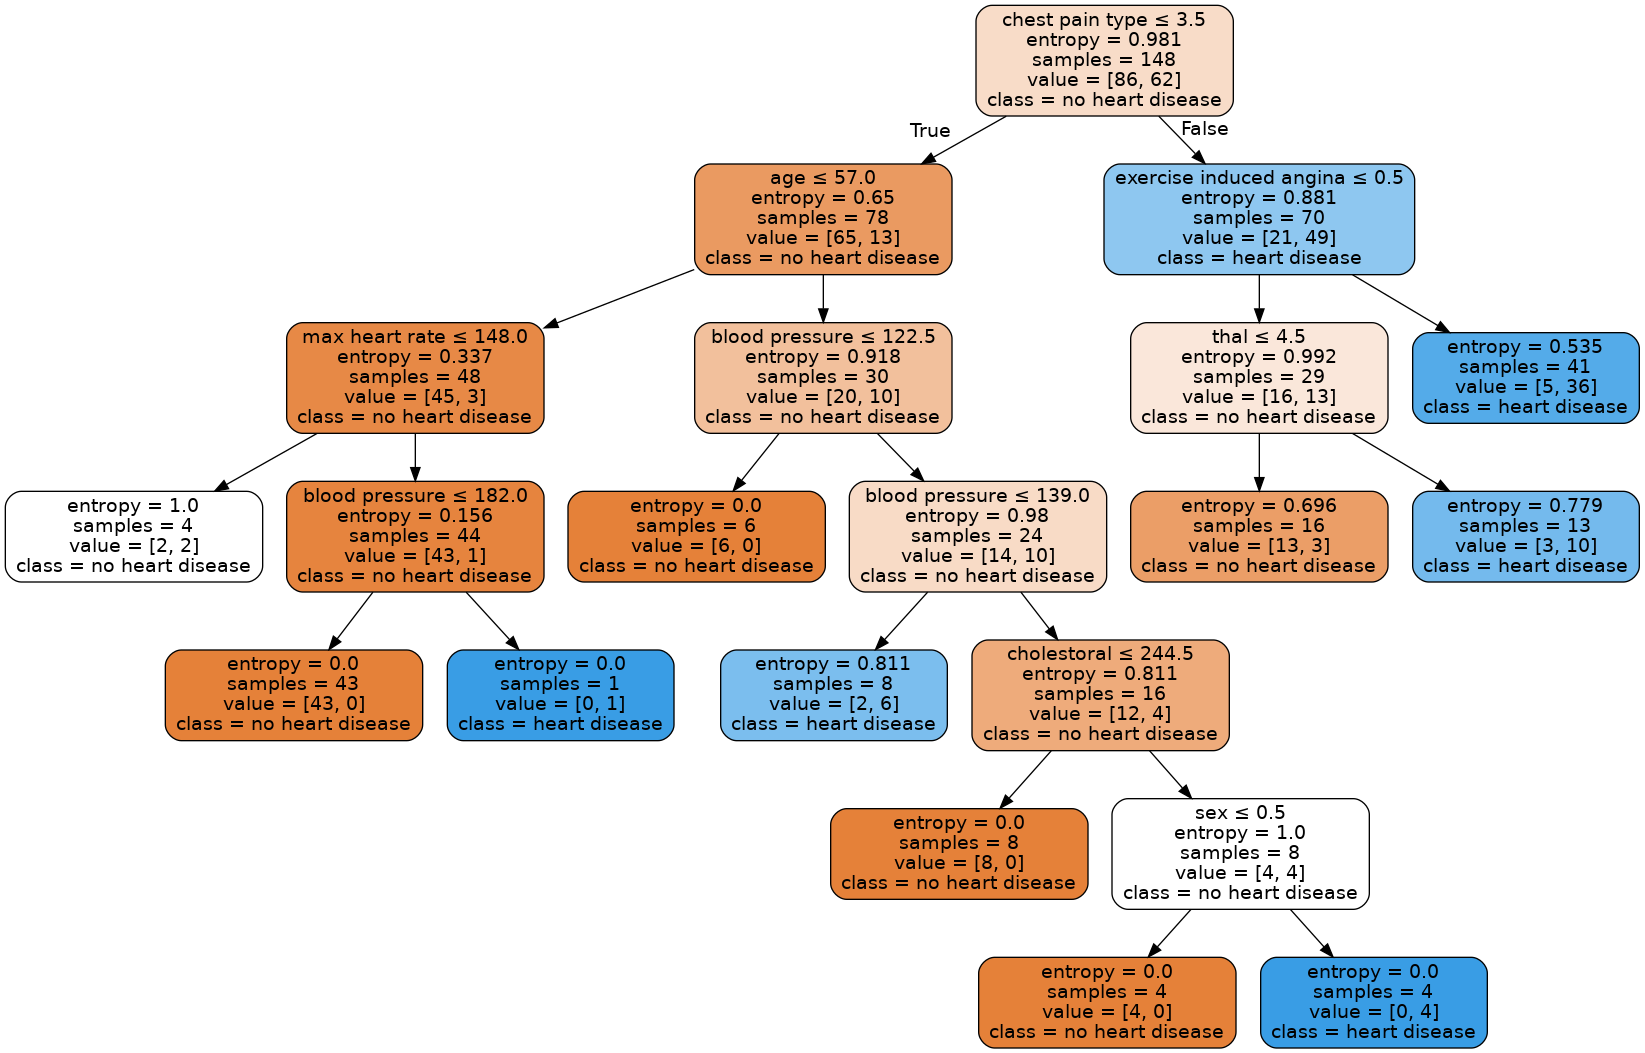 chest pain type ≤ 3.5
entropy = 0.981
samples = 148
value = [86, 62]
class = no heart disease
True
False
age ≤ 57.0
entropy = 0.65
samples = 78
value = [65, 13]
class = no heart disease
exercise induced angina ≤ 0.5
entropy = 0.881
samples = 70
value = [21, 49]
class = heart disease
max heart rate ≤ 148.0
entropy = 0.337
samples = 48
value = [45, 3]
class = no heart disease
blood pressure ≤ 122.5
entropy = 0.918
samples = 30
value = [20, 10]
class = no heart disease
thal ≤ 4.5
entropy = 0.992
samples = 29
value = [16, 13]
class = no heart disease
entropy = 0.535
samples = 41
value = [5, 36]
class = heart disease
entropy = 1.0
samples = 4
value = [2, 2]
class = no heart disease
blood pressure ≤ 182.0
entropy = 0.156
samples = 44
value = [43, 1]
class = no heart disease
entropy = 0.0
samples = 6
value = [6, 0]
class = no heart disease
blood pressure ≤ 139.0
entropy = 0.98
samples = 24
value = [14, 10]
class = no heart disease
entropy = 0.696
samples = 16
value = [13, 3]
class = no heart disease
entropy = 0.779
samples = 13
value = [3, 10]
class = heart disease
entropy = 0.0
samples = 43
value = [43, 0]
class = no heart disease
entropy = 0.0
samples = 1
value = [0, 1]
class = heart disease
entropy = 0.811
samples = 8
value = [2, 6]
class = heart disease
cholestoral ≤ 244.5
entropy = 0.811
samples = 16
value = [12, 4]
class = no heart disease
entropy = 0.0
samples = 8
value = [8, 0]
class = no heart disease
sex ≤ 0.5
entropy = 1.0
samples = 8
value = [4, 4]
class = no heart disease
entropy = 0.0
samples = 4
value = [4, 0]
class = no heart disease
entropy = 0.0
samples = 4
value = [0, 4]
class = heart disease